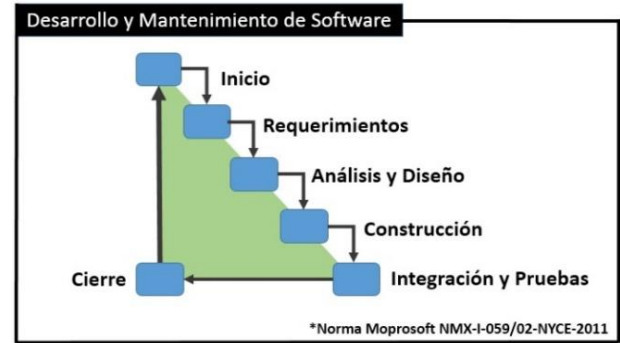 Desarrollo y Mantenimiento de Software
Inicio
Requerimientos
Análisis y Diseño
Construcción
Integración y Pruebas
Cierre
*Norma Moprosoft NMX-I-059/02-NYCE-2011